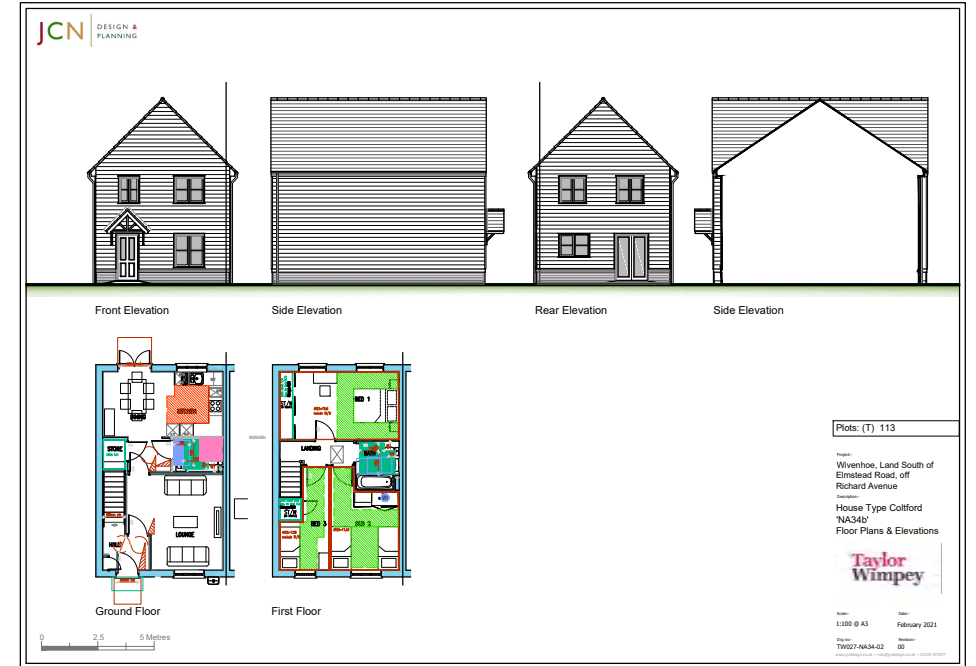 JCN DESIGN &
PLANNING
Front Elevation
Side Elevation
Rear Elevation
Side Elevation
KITCHEN
DINING
STORE
LOUNGE
HALL
BED 1
LANDING
BATH
BED 3
BED 2
Ground Floor
First Floor
0 2.5 5 Metres
Plots: (T) 113
Project:-
Wivenhoe, Land South of
Elmstead Road, off
Richard Avenue
Description:-
House Type Coltford
'NA34b'
Floor Plans & Elevations
Taylor
Wimpey
Scale:-
Date:-
1:100 @ A3
February 2021
Drg no:-
Revision:-
TW027-NA34-02
00